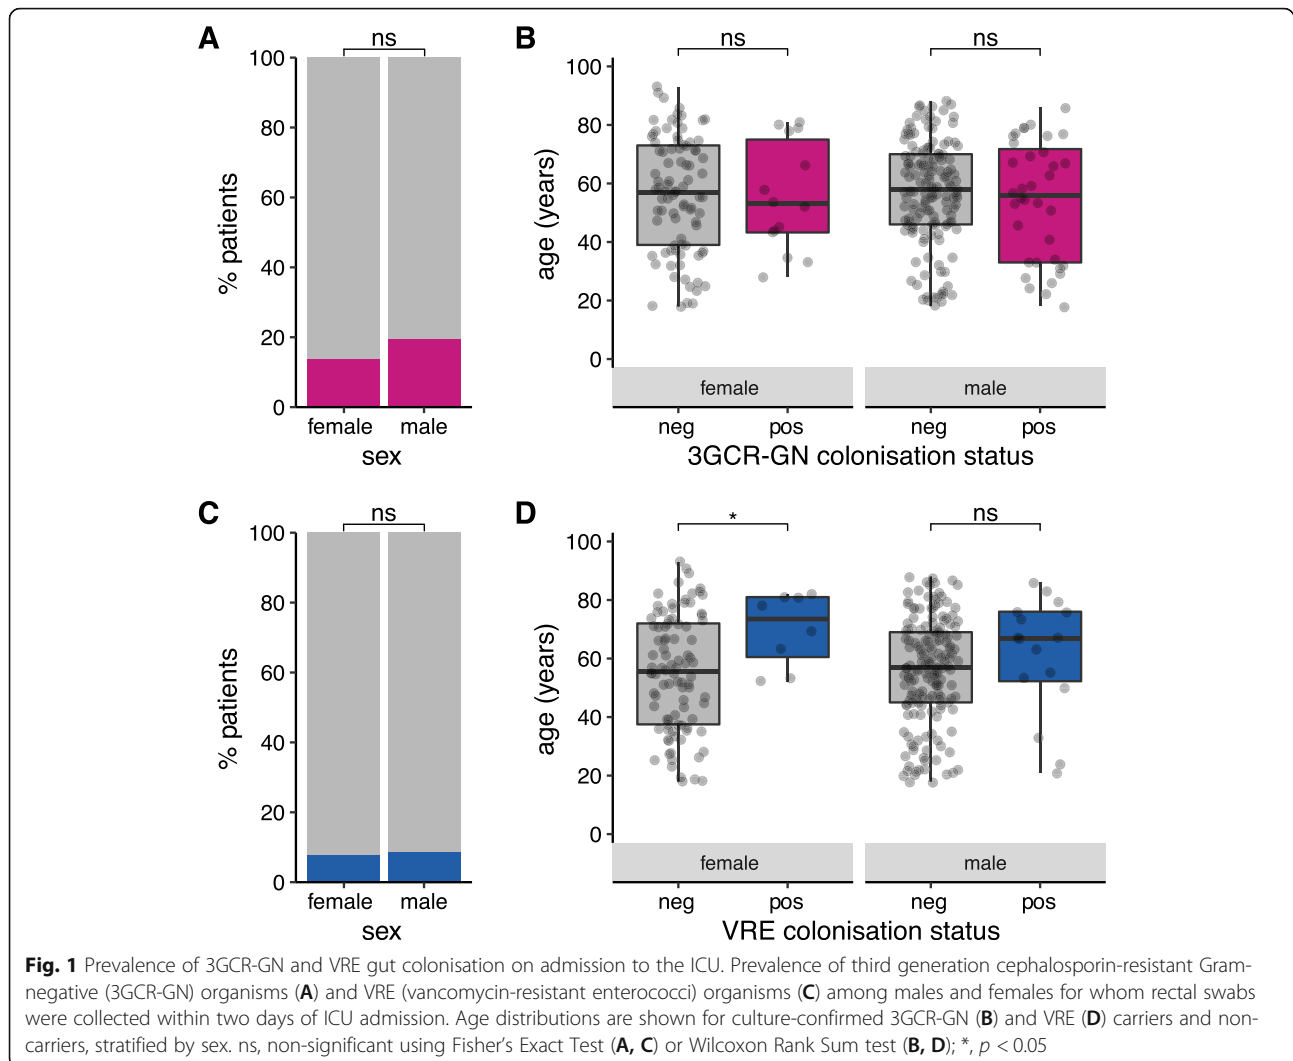 A
ns
100
80
60
40
20
0
% patients
female male
sex
B
ns ns
100
80
60
40
20
0
age (years)
female male
neg pos neg pos
3GCR-GN colonisation status
C
ns
100
80
60
40
20
0
% patients
female male
sex
D
* ns
100
80
60
40
20
0
age (years)
female male
neg pos neg pos
VRE colonisation status
Fig. 1 Prevalence of 3GCR-GN and VRE gut colonisation on admission to the ICU. Prevalence of third generation cephalosporin-resistant Gram-
negative (3GCR-GN) organisms (A) and VRE (vancomycin-resistant enterococci) organisms (C) among males and females for whom rectal swabs
were collected within two days of ICU admission. Age distributions are shown for culture-confirmed 3GCR-GN (B) and VRE (D) carriers and non-
carriers, stratified by sex. ns, non-significant using Fisher's Exact Test (A, C) or Wilcoxon Rank Sum test (B, D); *, p < 0.05